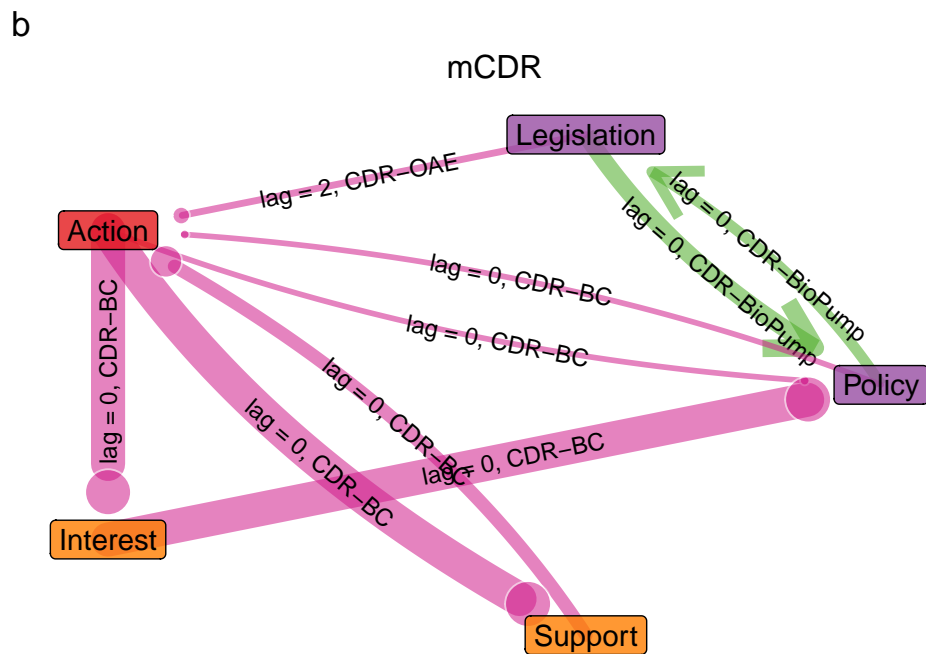 b
mCDR
Legislation
lag = 2, CDR−OAE
lag = 0, CDR−BioPump
lag = 0, CDR−BioPump
Action
lag = 0, CDR−BC
lag = 0, CDR−BC
lag = 0, CDR−BC
lag = 0, CDR−BC
lag = 0, CDR−BC
Policy
lag = 0, CDR−BC
Interest
Support